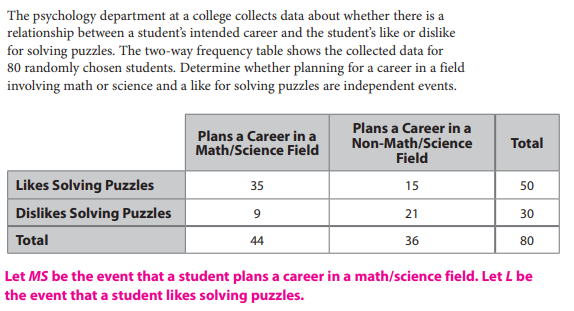 The psychology department at a college collects data about whether there is a
relationship between a student's intended career and the student's like or dislike
for solving puzzles. The two-way frequency table shows the collected data for
80 randomly chosen students. Determine whether planning for a career in a field
involving math or science and a like for solving puzzles are independent events.
Plans a Career in a
Math/Science Field
Plans a Career in a
Non-Math/Science
Field
Total
Likes Solving Puzzles 35 15 50
Dislikes Solving Puzzles 9 21 30
Total 44 36 80
Let MS be the event that a student plans a career in a math/science field. Let L be
the event that a student likes solving puzzles.